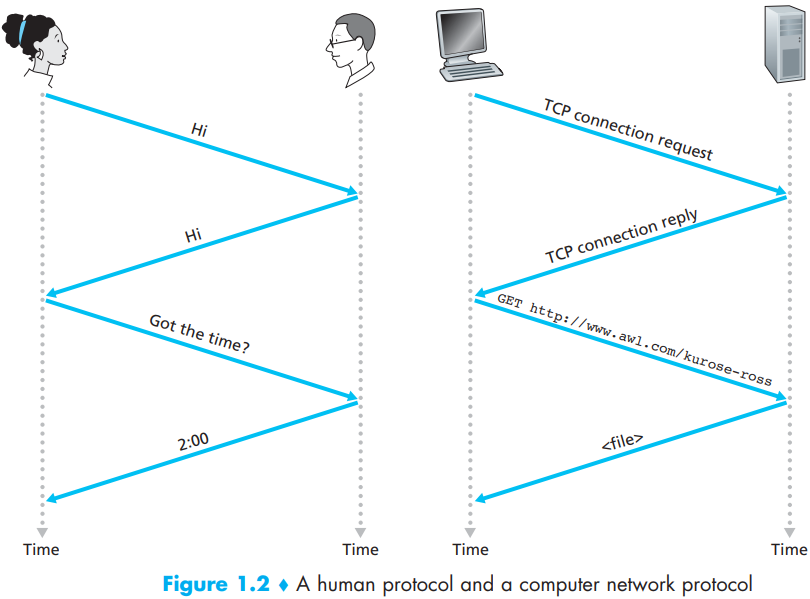 Hi
Hi
Got the time?
2:00
Time
Time
TCP connection request
TCP connection reply
GET http://www.awl.com/kurose-ross
<file>
Time
Time
Figure 1.2 ♦ A human protocol and a computer network protocol